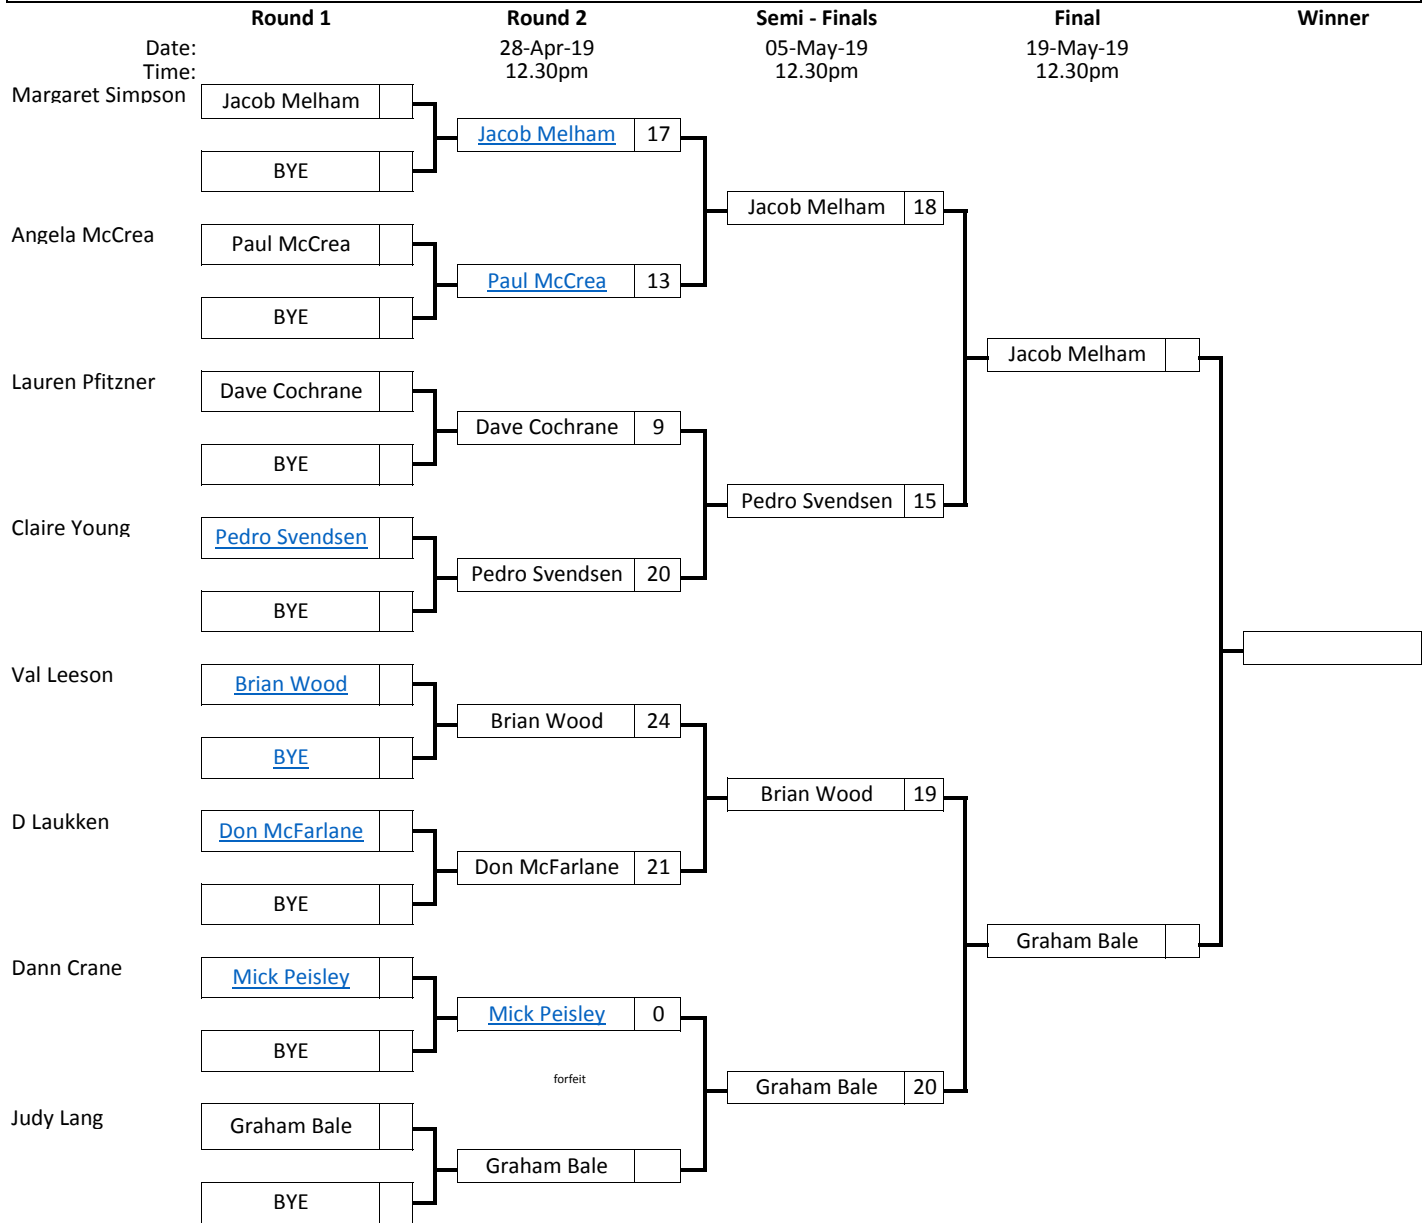 Round 1 Round 2 Semi - Finals Final Winner
Date: 28-Apr-19 05-May-19 19-May-19
Time: 12.30pm 12.30pm 12.30pm
Margaret Simpson Jacob Melham
Jacob Melham 17
BYE
Jacob Melham 18
Angela McCrea Paul McCrea
Paul McCrea 13
BYE
Jacob Melham
Lauren Pfitzner Dave Cochrane
Dave Cochrane 9
BYE
Pedro Svendsen 15
Claire Young Pedro Svendsen
Pedro Svendsen 20
BYE
Val Leeson Brian Wood
Brian Wood 24
BYE
Brian Wood 19
D Laukken Don McFarlane
Don McFarlane 21
BYE
Graham Bale
Dann Crane Mick Peisley
Mick Peisley 0
BYE
forfeit
Graham Bale 20
Judy Lang Graham Bale
Graham Bale
BYE